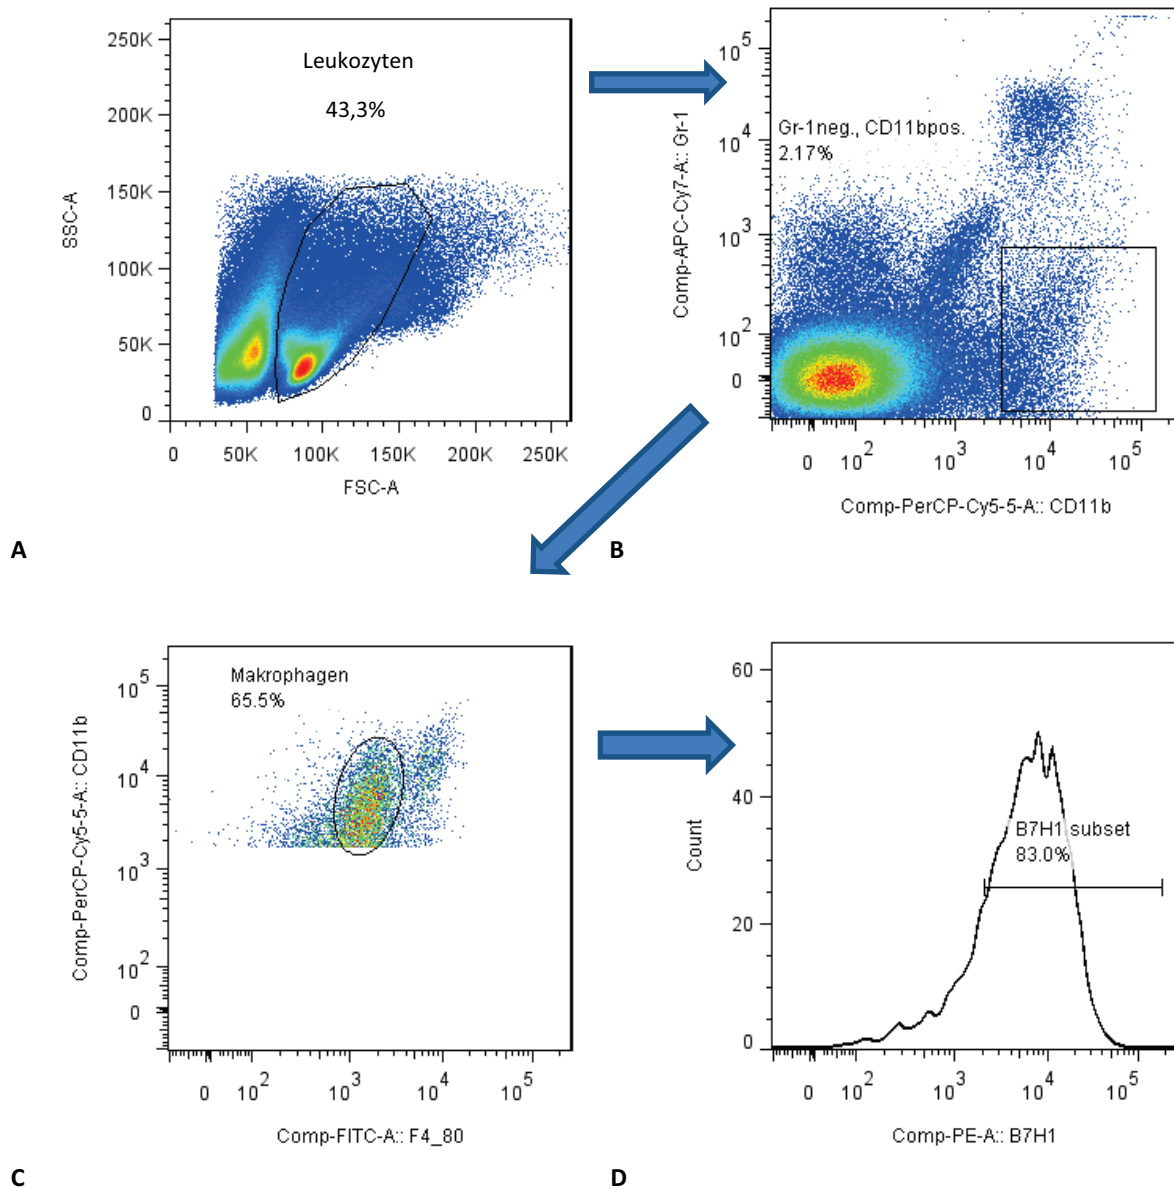 Leukozyten
43,3%
250K
200K
150K
100K
50K
0
SSC-A
0 50K 100K 150K 200K 250K
FSC-A
A
Gr-1neg., CD11bpos.
2.17%
10^5
10^4
10^3
10^2
0
Comp-APC-Cy7-A:: Gr-1
0 10^2 10^3 10^4 10^5
Comp-PerCP-Cy5-5-A:: CD11b
B
Makrophagen
65.5%
10^5
10^4
10^3
10^2
0
Comp-PerCP-Cy5-5-A:: CD11b
0 10^2 10^3 10^4 10^5
Comp-FITC-A:: F4_80
C
60
40
20
0
Count
B7H1 subset
83.0%
0 10^2 10^3 10^4 10^5
Comp-PE-A:: B7H1
D